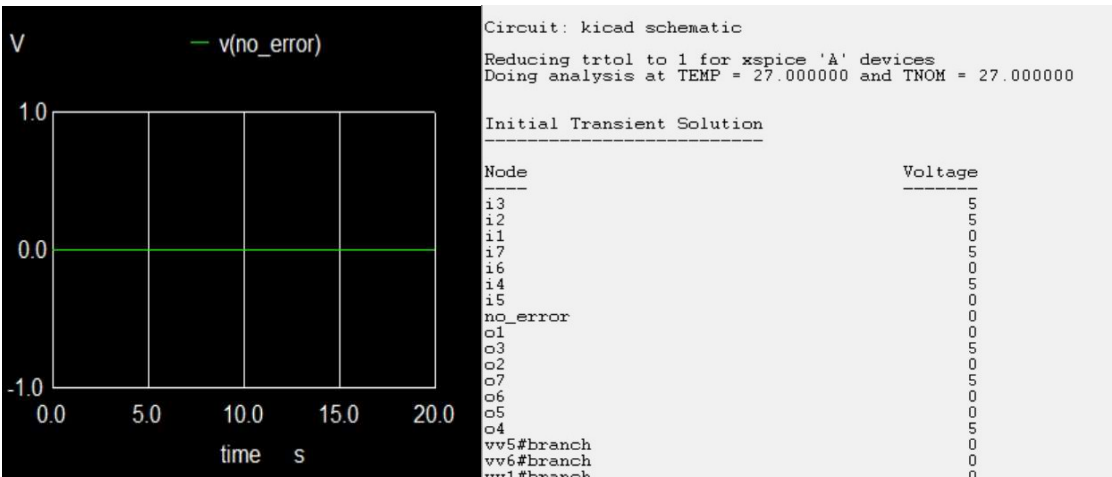 V
v(no_error)
1.0
0.0
-1.0
0.0 5.0 10.0 15.0 20.0
time s
Circuit: kicad schematic
Reducing trtol to 1 for xspice 'A' devices
Doing analysis at TEMP = 27.000000 and TNOM = 27.000000
Initial Transient Solution
--------------------------
Node Voltage
---- -------
i3 5
i2 5
i1 0
i7 5
i6 0
i4 5
i5 0
no_error 0
o1 0
o3 5
o2 0
o7 5
o6 0
o5 0
o4 5
vv5#branch 0
vv6#branch 0
vv1#branch 0